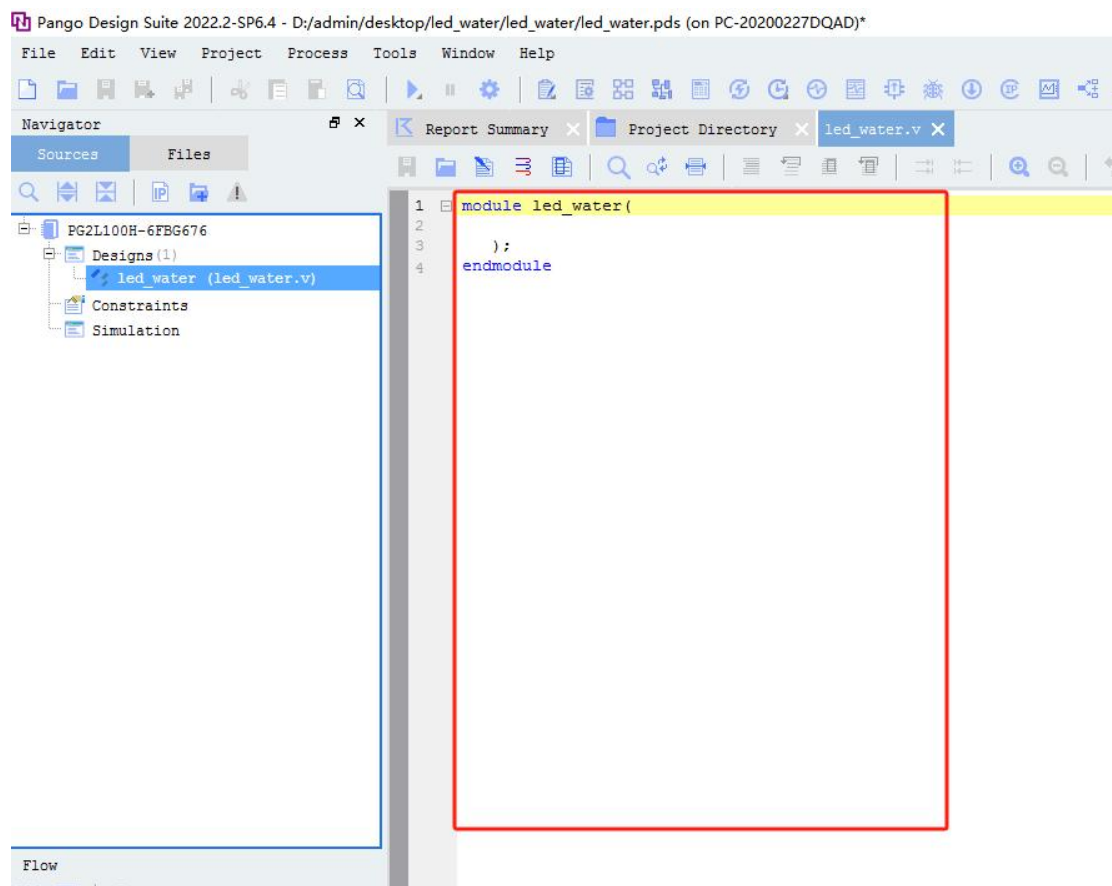 Pango Design Suite 2022.2-SP6.4 - D:/admin/desktop/led_water/led_water/led_water.pds (on PC-20200227DQAD)*
File Edit View Project Process Tools Window Help
Navigator
Report Summary Project Directory led_water.v
Sources Files
IP
PG2L100H-6FBG676
Designs(1)
led_water (led_water.v)
Constraints
Simulation
1 module led_water(
2
3 );
4 endmodule
Flow